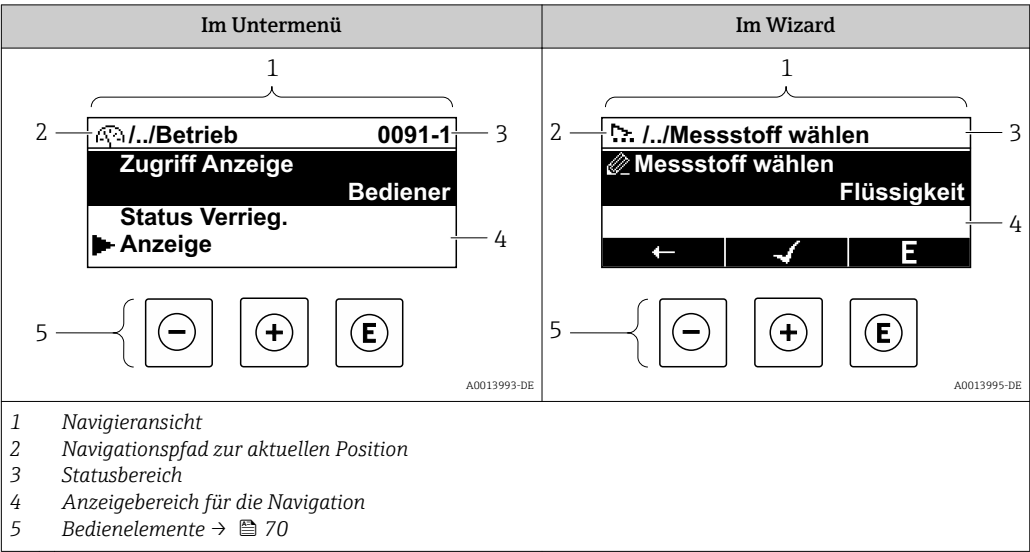 Im Untermenü
Im Wizard
1
2
/../Betrieb 0091-1
3
Zugriff Anzeige
Bediener
Status Verrieg.
Anzeige
4
5
- + E
A0013993-DE
1
2
/../Messstoff wählen
3
Messstoff wählen
Flüssigkeit
4
← ✓ E
5
- + E
A0013995-DE
1 Navigieransicht
2 Navigationspfad zur aktuellen Position
3 Statusbereich
4 Anzeigebereich für die Navigation
5 Bedienelemente → 70